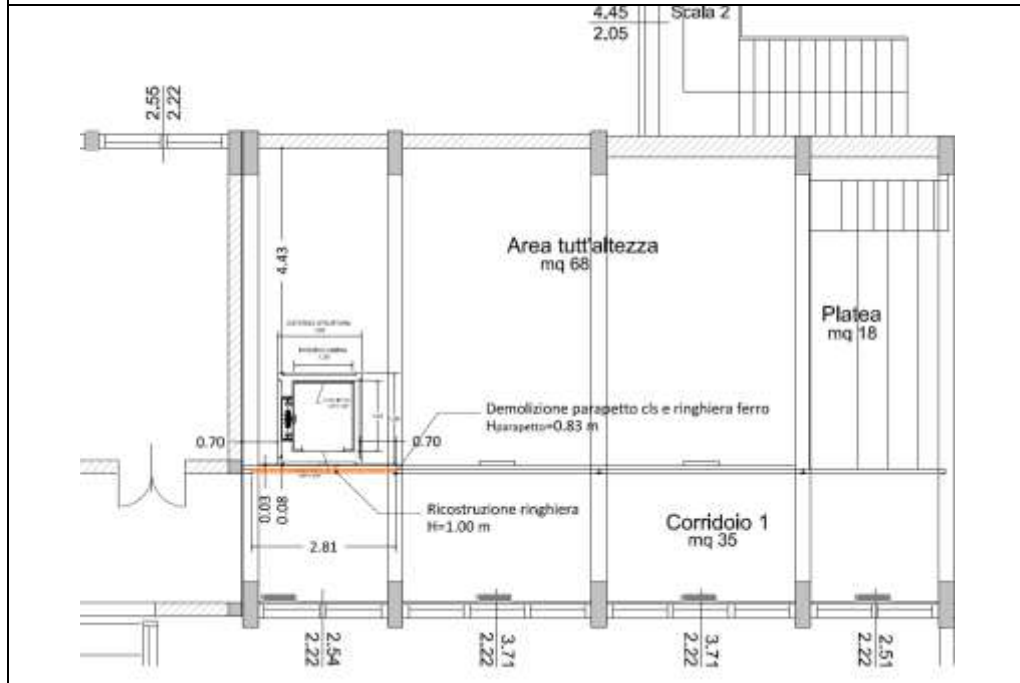 4.45
2.05
Scala 2
2.55
2.22
4.43
Area tutt'altezza
mq 68
Platea
mq 18
Demolizione parapetto cls e ringhiera ferro
Hparapetto=0.83 m
0.70
0.70
Ricostruzione ringhiera
H=1.00 m
0.03
0.08
2.81
Corridoio 1
mq 35
2.54
2.22
3.71
2.22
3.71
2.22
2.51
2.22